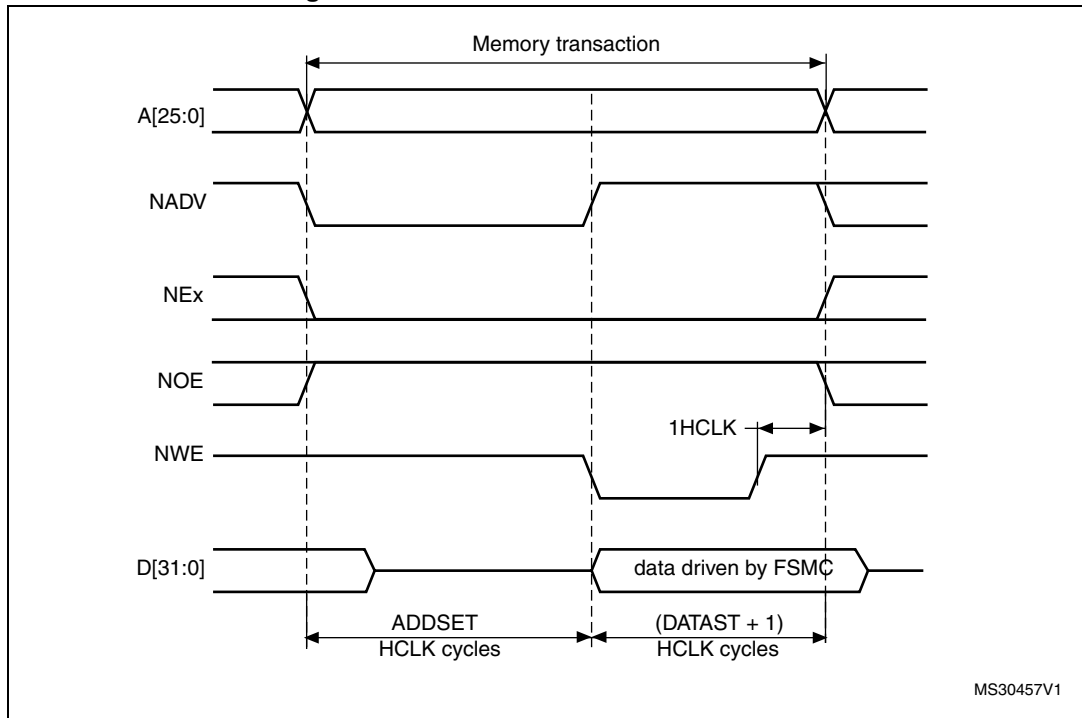 Memory transaction
A[25:0]
NADV
NEx
NOE
1HCLK
NWE
D[31:0]
data driven by FSMC
ADDSET
HCLK cycles
(DATAST + 1)
HCLK cycles
MS30457V1